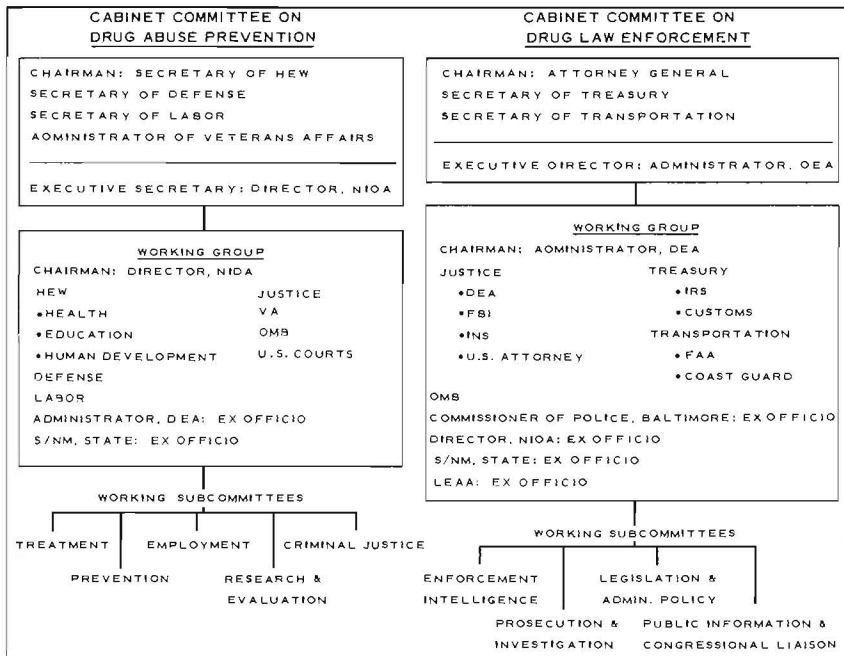 CABINET COMMITTEE ON
DRUG ABUSE PREVENTION
CHAIRMAN: SECRETARY OF HEW
SECRETARY OF DEFENSE
SECRETARY OF LABOR
ADMINISTRATOR OF VETERANS AFFAIRS
EXECUTIVE SECRETARY: DIRECTOR, NIDA
WORKING GROUP
CHAIRMAN: DIRECTOR, NIDA
HEW
•HEALTH
•EDUCATION
•HUMAN DEVELOPMENT
DEFENSE
LABOR
JUSTICE
VA
OMB
U.S. COURTS
ADMINISTRATOR, DEA: EX OFFICIO
S/NM, STATE: EX OFFICIO
WORKING SUBCOMMITTEES
TREATMENT
PREVENTION
EMPLOYMENT
RESEARCH &
EVALUATION
CRIMINAL JUSTICE
CABINET COMMITTEE ON
DRUG LAW ENFORCEMENT
CHAIRMAN: ATTORNEY GENERAL
SECRETARY OF TREASURY
SECRETARY OF TRANSPORTATION
EXECUTIVE DIRECTOR: ADMINISTRATOR, DEA
WORKING GROUP
CHAIRMAN: ADMINISTRATOR, DEA
JUSTICE
•DEA
•FBI
•INS
•U.S. ATTORNEY
TREASURY
•IRS
•CUSTOMS
TRANSPORTATION
•FAA
•COAST GUARD
OMB
COMMISSIONER OF POLICE, BALTIMORE: EX OFFICIO
DIRECTOR, NIDA: EX OFFICIO
S/NM, STATE: EX OFFICIO
LEAA: EX OFFICIO
WORKING SUBCOMMITTEES
ENFORCEMENT
INTELLIGENCE
PROSECUTION &
INVESTIGATION
LEGISLATION &
ADMIN. POLICY
PUBLIC INFORMATION &
CONGRESSIONAL LIAISON